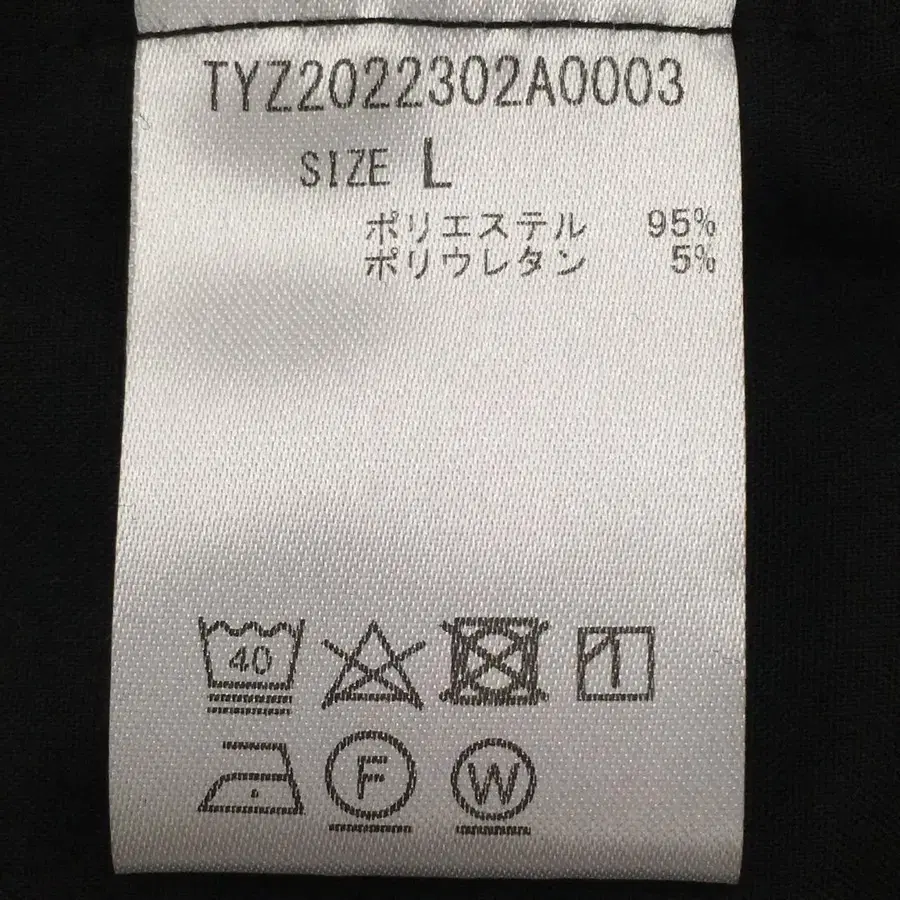 TYZ2022302A0003
SIZE L
ポリエステル 95%
ポリウレタン 5%
40
F W